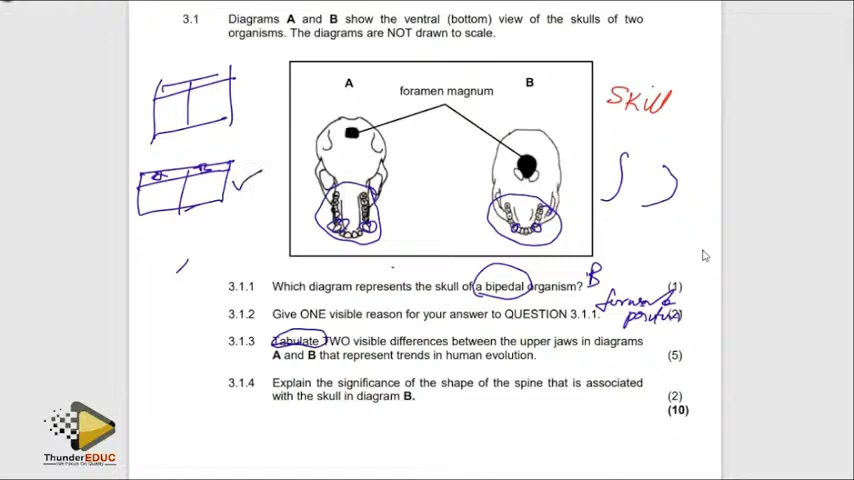 3.1 Diagrams A and B show the ventral (bottom) view of the skulls of two
organisms. The diagrams are NOT drawn to scale.
A
B
foramen magnum
Skill
A B
3.1.1 Which diagram represents the skull of a bipedal organism? B (1)
forward
position
3.1.2 Give ONE visible reason for your answer to QUESTION 3.1.1. (2)
3.1.3 Tabulate TWO visible differences between the upper jaws in diagrams
A and B that represent trends in human evolution. (5)
3.1.4 Explain the significance of the shape of the spine that is associated
with the skull in diagram B. (2)
(10)
ThunderEDUC